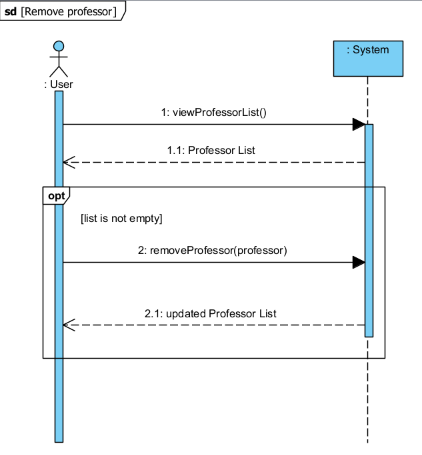 sd [Remove professor]
: System
: User
1: viewProfessorList()
1.1: Professor List
opt
[list is not empty]
2: removeProfessor(professor)
2.1: updated Professor List